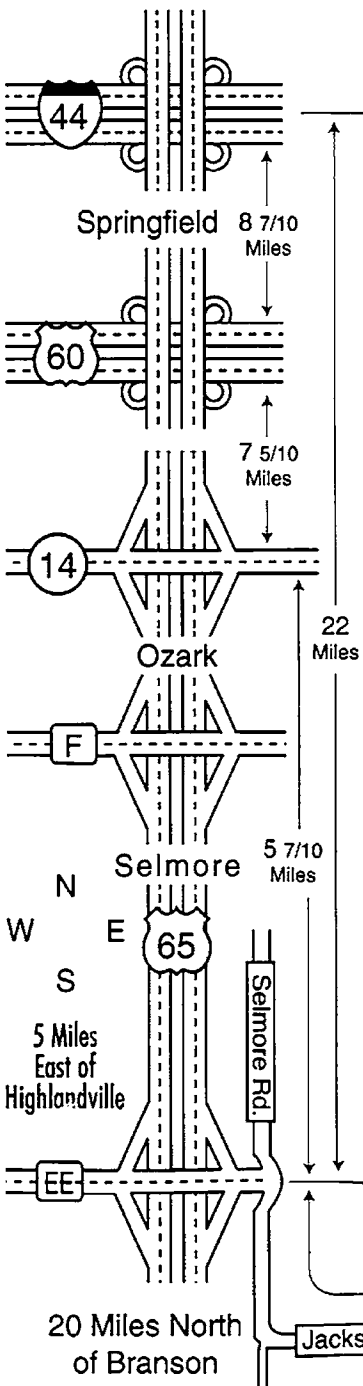 44
Springfield
8 7/10
Miles
60
7 5/10
Miles
14
22
Miles
Ozark
F
Selmore
5 7/10
Miles
N
W E
S
65
Selmore Rd.
5 Miles
East of
Highlandville
EE
20 Miles North
of Branson
Jacks